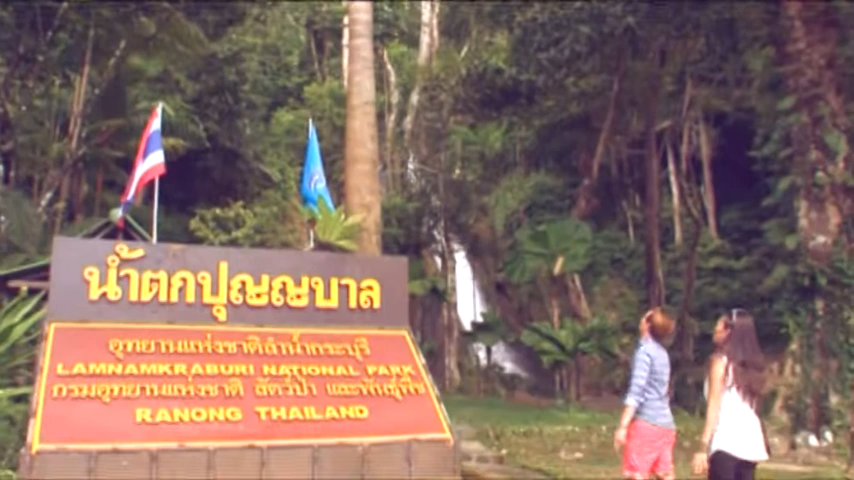 น้ำตกปุญญบาล
อุทยานแห่งชาติลำน้ำกระบุรี
LAMNAMKRABURI NATIONAL PARK
กรมอุทยานแห่งชาติ สัตว์ป่า และพันธุ์พืช
RANONG THAILAND